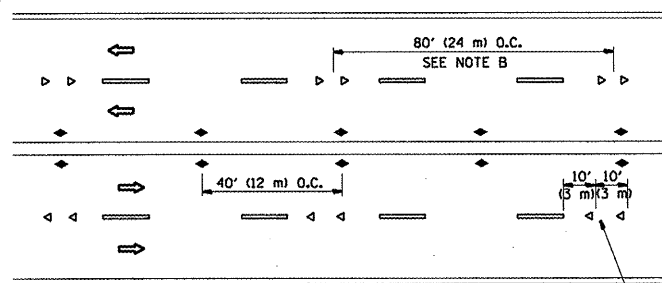 80' (24 m) O.C.
SEE NOTE B
40' (12 m) O.C.
10' 10'
(3 m) (3 m)